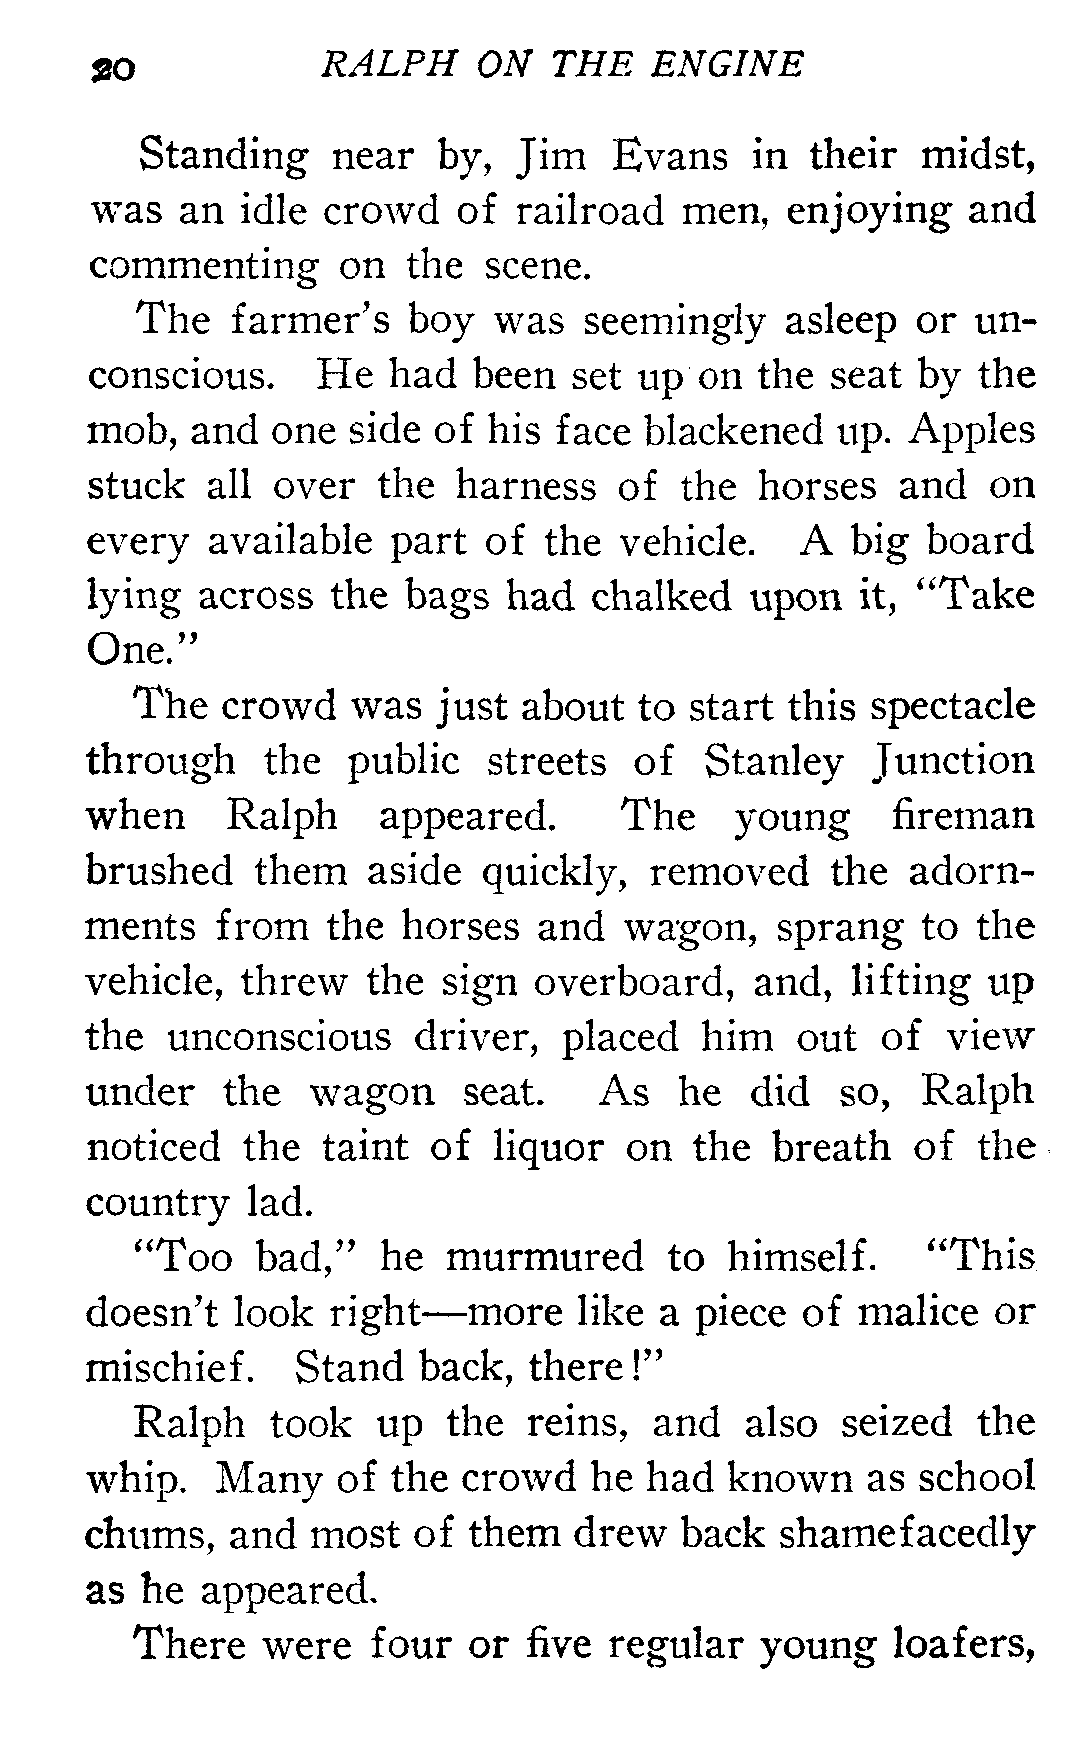 20 RALPH ON THE ENGINE
Standing near by, Jim Evans in their midst,
was an idle crowd of railroad men, enjoying and
commenting on the scene.
The farmer's boy was seemingly asleep or un-
conscious. He had been set up on the seat by the
mob, and one side of his face blackened up. Apples
stuck all over the harness of the horses and on
every available part of the vehicle. A big board
lying across the bags had chalked upon it, “Take
One.”
The crowd was just about to start this spectacle
through the public streets of Stanley Junction
when Ralph appeared. The young fireman
brushed them aside quickly, removed the adorn-
ments from the horses and wagon, sprang to the
vehicle, threw the sign overboard, and, lifting up
the unconscious driver, placed him out of view
under the wagon seat. As he did so, Ralph
noticed the taint of liquor on the breath of the
country lad.
“Too bad,” he murmured to himself. “This
doesn't look right—more like a piece of malice or
mischief. Stand back, there!”
Ralph took up the reins, and also seized the
whip. Many of the crowd he had known as school
chums, and most of them drew back shamefacedly
as he appeared.
There were four or five regular young loafers,